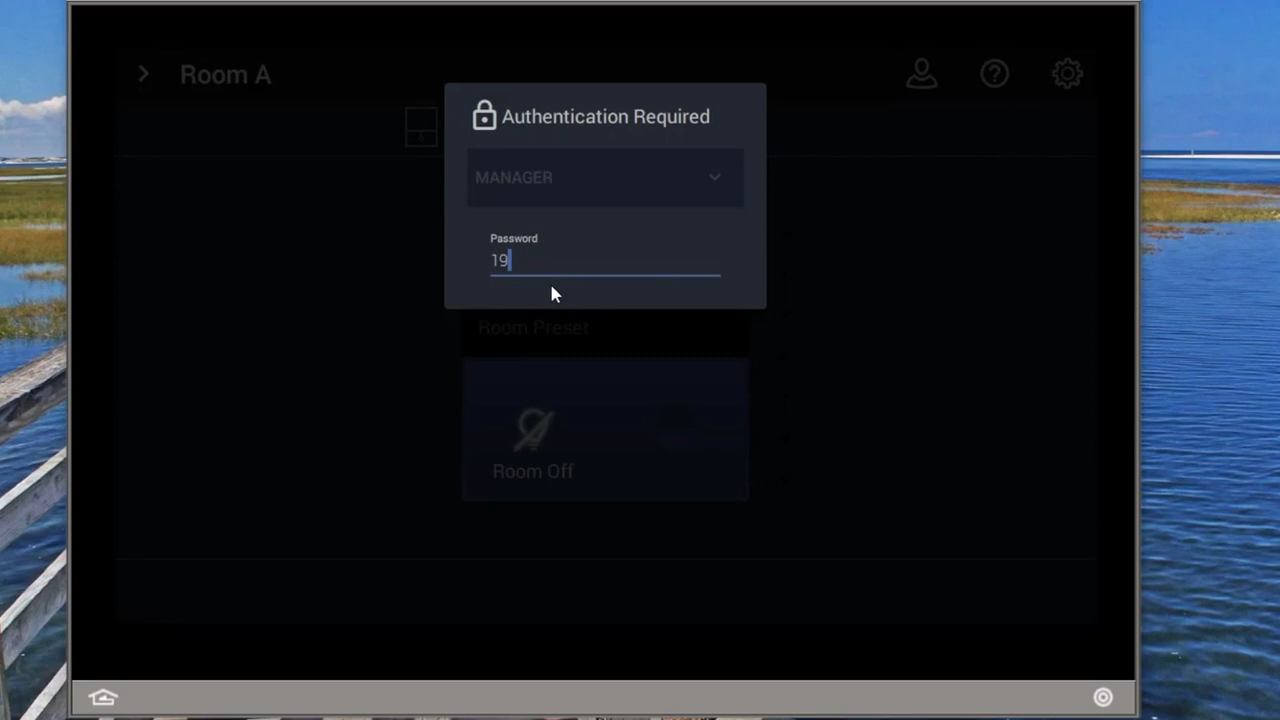 Room A
Authentication Required
MANAGER
Password
19
Room Preset
Room Off